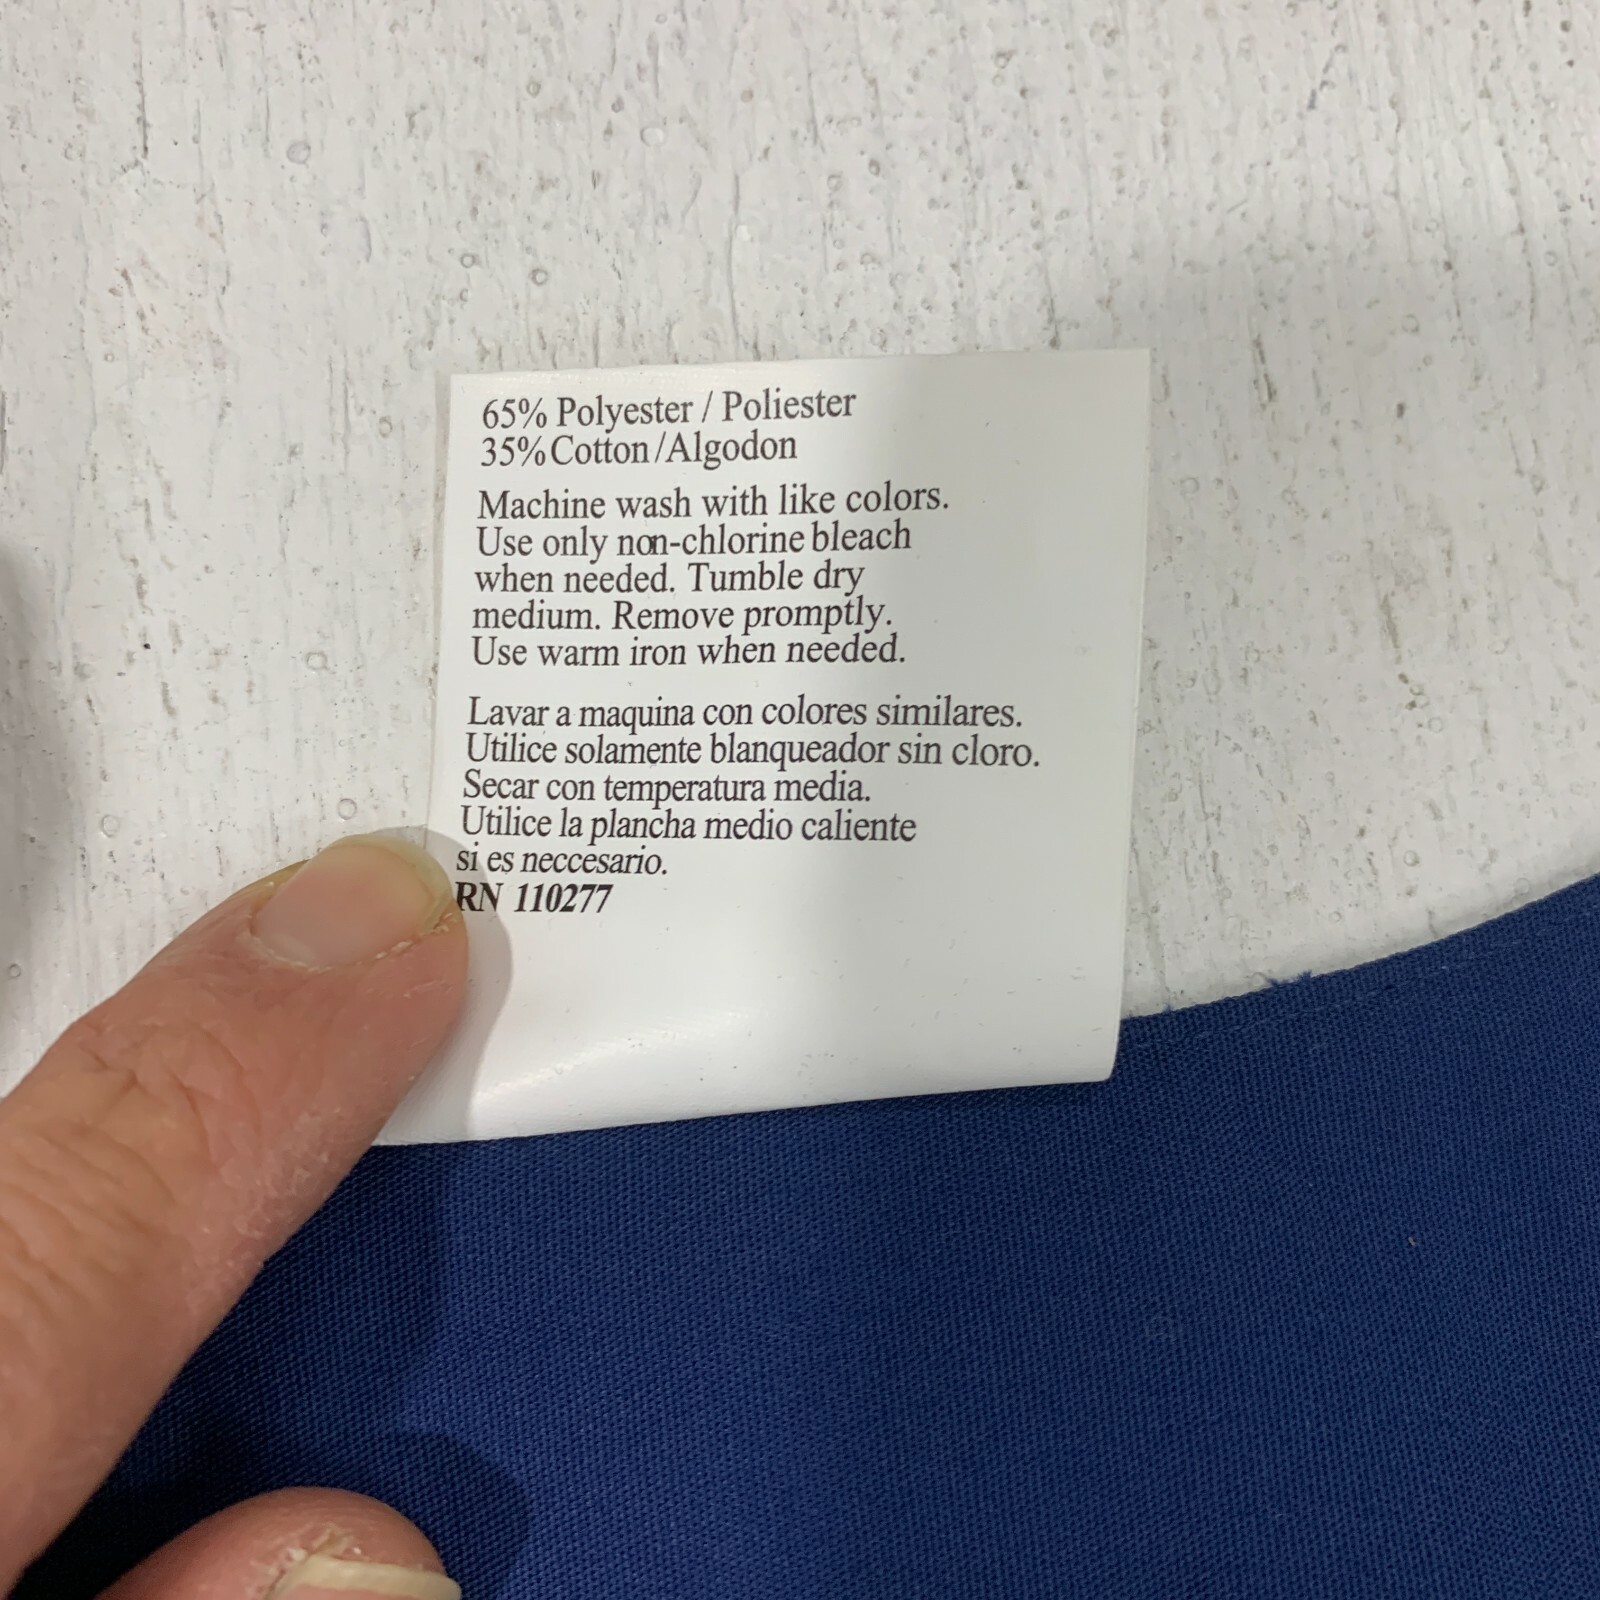 65% Polyester / Poliester
35% Cotton /Algodon
Machine wash with like colors.
Use only non-chlorine bleach
when needed. Tumble dry
medium. Remove promptly.
Use warm iron when needed.
Lavar a maquina con colores similares.
Utilice solamente blanqueador sin cloro.
Secar con temperatura media.
Utilice la plancha medio caliente
si es neccesario.
RN 110277